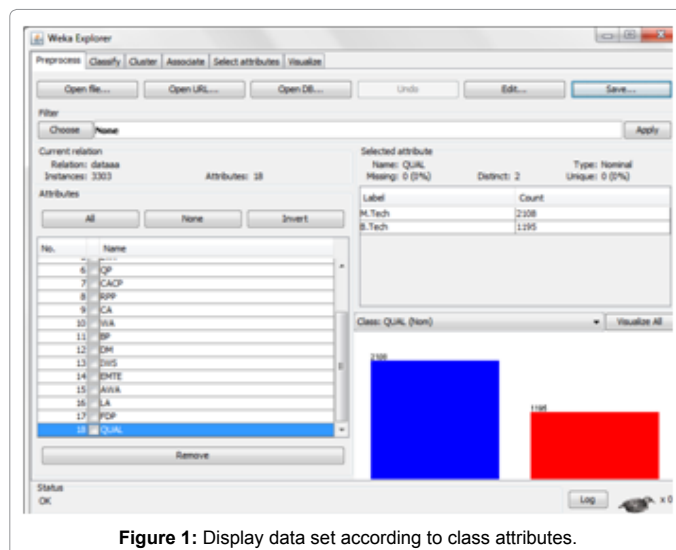 Weka Explorer
Preprocess Classify Cluster Associate Select attributes Visualize
Open file... Open URL... Open DB... Undo Edit... Save...
Filter
Choose None Apply
Current relation
Relation: dataaa
Instances: 3303 Attributes: 18
Attributes
All None Invert
No. Name
6 QP
7 CACP
8 RPP
9 CA
10 WA
11 BP
12 DM
13 IWS
14 EMTE
15 AWA
16 LA
17 FDP
18 QUAL
Remove
Selected attribute
Name: QUAL Type: Nominal
Missing: 0 (0%) Distinct: 2 Unique: 0 (0%)
Label Count
M.Tech 2108
B.Tech 1195
Class: QUAL (Nom) Visualize All
2108
1195
Status
OK
Log x 0
Figure 1: Display data set according to class attributes.